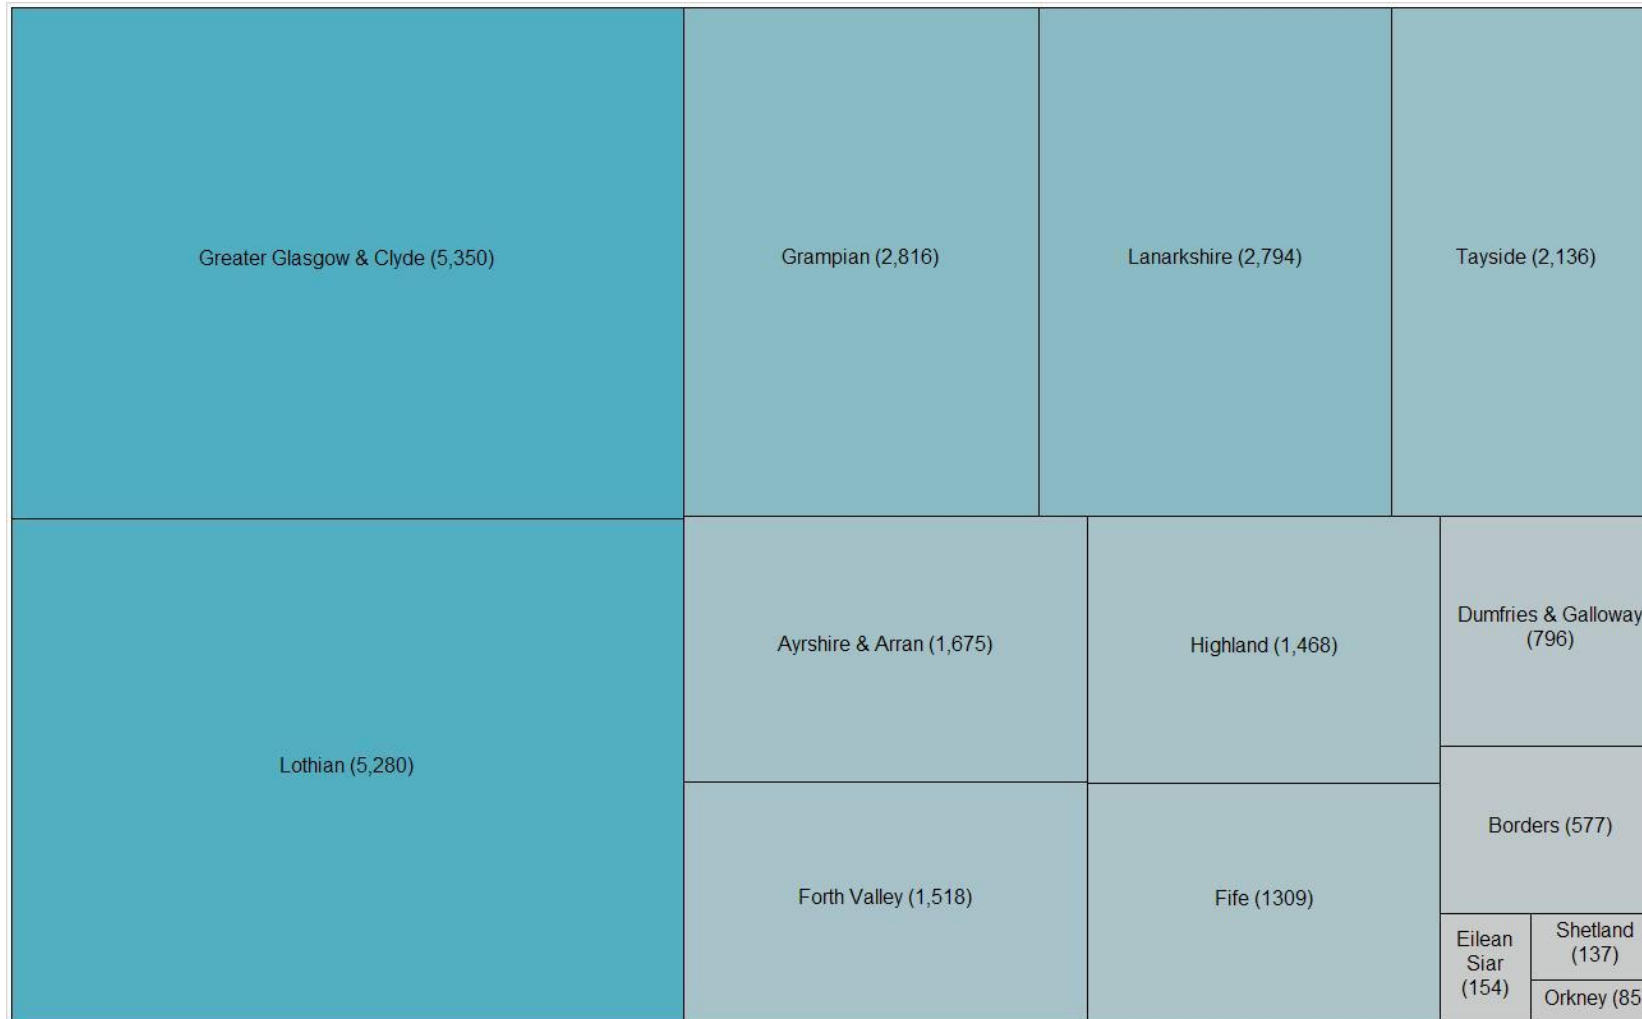 Greater Glasgow & Clyde (5,350)
Grampian (2,816)
Lanarkshire (2,794)
Tayside (2,136)
Lothian (5,280)
Ayrshire & Arran (1,675)
Highland (1,468)
Dumfries & Galloway
(796)
Forth Valley (1,518)
Fife (1309)
Borders (577)
Eilean
Siar
(154)
Shetland
(137)
Orkney (85